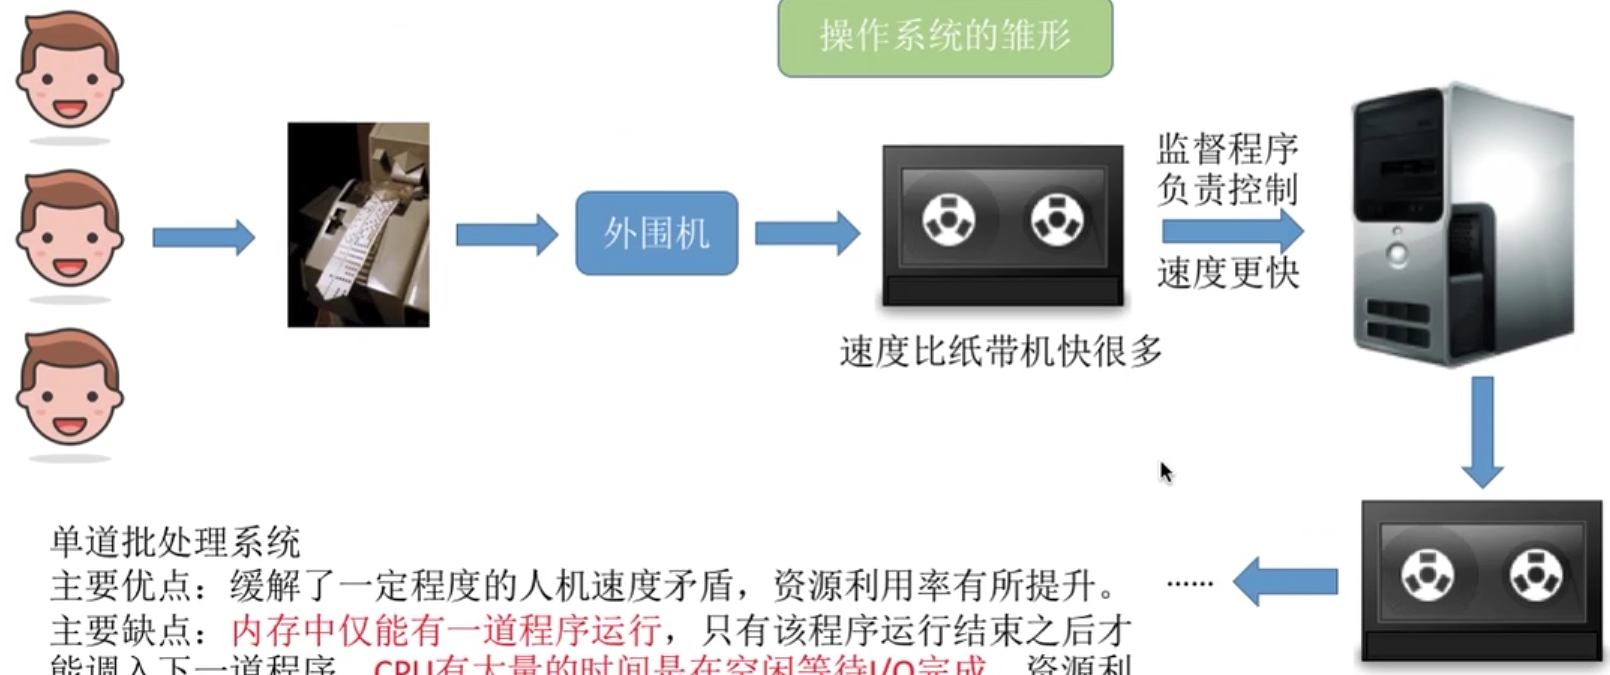 操作系统的雏形
监督程序
负责控制
外围机
速度更快
速度比纸带机快很多
单道批处理系统
主要优点：缓解了一定程度的人机速度矛盾，资源利用率有所提升。
......
主要缺点：内存中仅能有一道程序运行，只有该程序运行结束之后才
能调入下一道程序。CPU有大量的时间是在空闲等待I/O完成。资源利